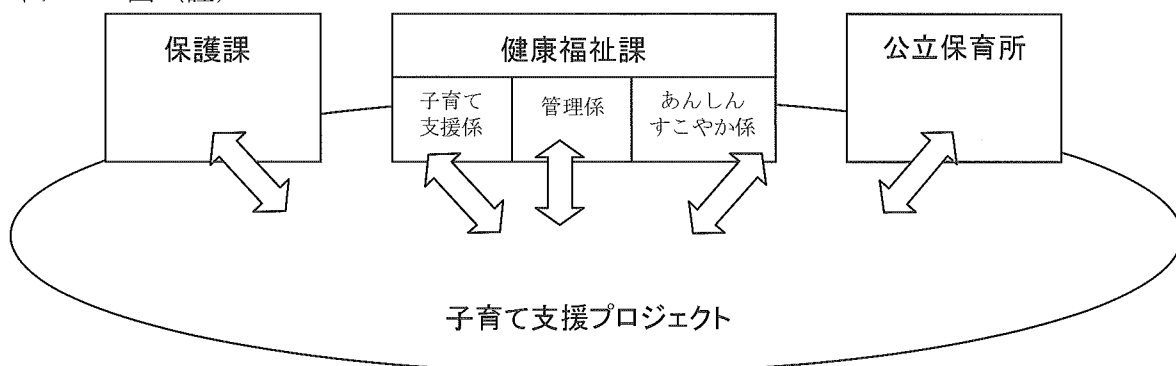 保護課
健康福祉課
公立保育所
子育て
支援係
管理係
あんしん
すこやか係
子育て支援プロジェクト